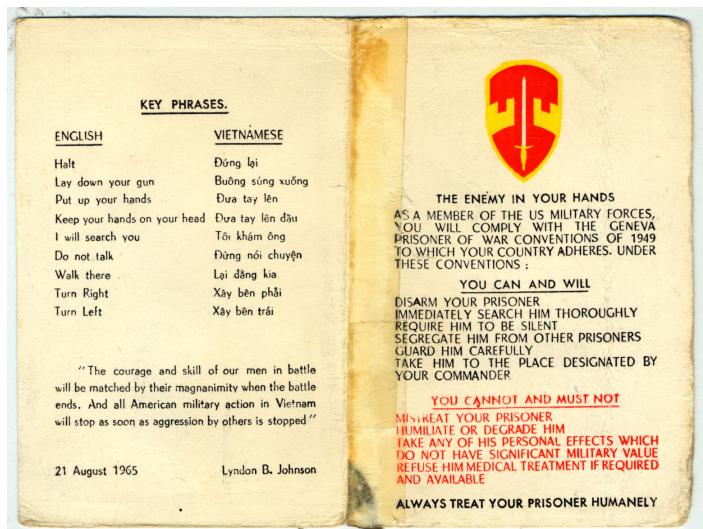 KEY PHRASES.
ENGLISH VIETNAMESE
Halt Đứng lại
Lay down your gun Buông súng xuống
Put up your hands Đưa tay lên
Keep your hands on your head Đưa tay lên đầu
I will search you Tôi khám ông
Do not talk Đừng nói chuyện
Walk there Lại đằng kia
Turn Right Xây bên phải
Turn Left Xây bên trái
"The courage and skill of our men in battle
will be matched by their magnanimity when the battle
ends. And all American military action in Vietnam
will stop as soon as aggression by others is stopped"
21 August 1965 Lyndon B. Johnson
THE ENEMY IN YOUR HANDS
AS A MEMBER OF THE US MILITARY FORCES,
YOU WILL COMPLY WITH THE GENEVA
PRISONER OF WAR CONVENTIONS OF 1949
TO WHICH YOUR COUNTRY ADHERES. UNDER
THESE CONVENTIONS :
YOU CAN AND WILL
DISARM YOUR PRISONER
IMMEDIATELY SEARCH HIM THOROUGHLY
REQUIRE HIM TO BE SILENT
SEGREGATE HIM FROM OTHER PRISONERS
GUARD HIM CAREFULLY
TAKE HIM TO THE PLACE DESIGNATED BY
YOUR COMMANDER
YOU CANNOT AND MUST NOT
MISTREAT YOUR PRISONER
HUMILIATE OR DEGRADE HIM
TAKE ANY OF HIS PERSONAL EFFECTS WHICH
DO NOT HAVE SIGNIFICANT MILITARY VALUE
REFUSE HIM MEDICAL TREATMENT IF REQUIRED
AND AVAILABLE
ALWAYS TREAT YOUR PRISONER HUMANELY